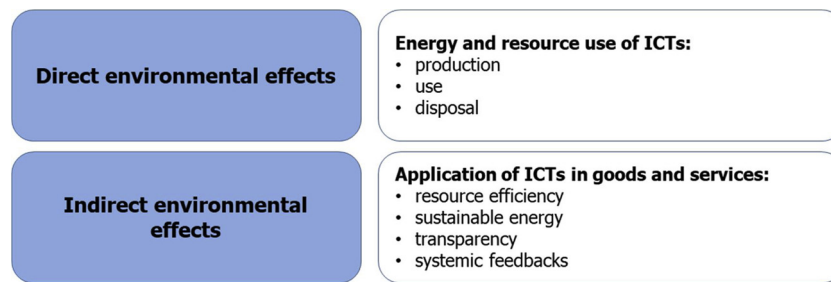 Direct environmental effects
Energy and resource use of ICTs:
• production
• use
• disposal
Indirect environmental
effects
Application of ICTs in goods and services:
• resource efficiency
• sustainable energy
• transparency
• systemic feedbacks